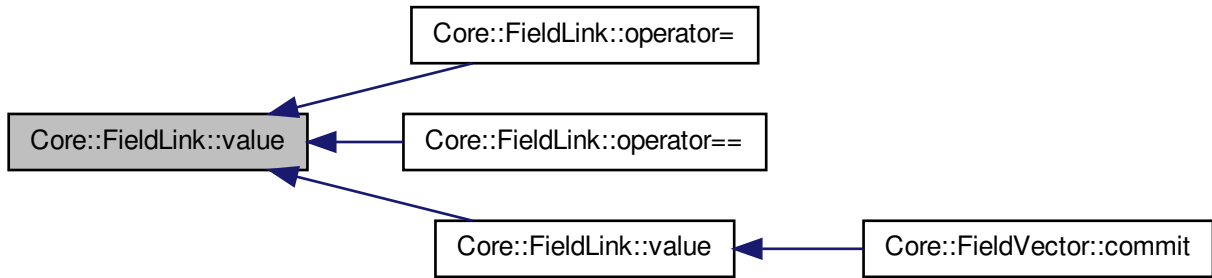 Core::FieldLink::operator=
Core::FieldLink::value
Core::FieldLink::operator==
Core::FieldLink::value
Core::FieldVector::commit